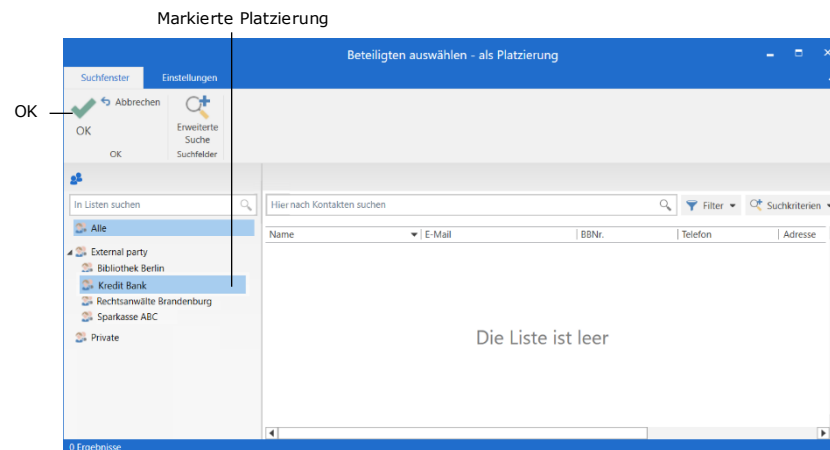 Markierte Platzierung
Beteiligten auswählen - als Platzierung
Suchfenster Einstellungen
OK
Abbrechen
OK
Erweiterte
Suche
OK Suchfelder
In Listen suchen
Hier nach Kontakten suchen
Filter
Suchkriterien
Alle
Name E-Mail BBNr. Telefon Adresse
External party
Bibliothek Berlin
Kredit Bank
Rechtsanwälte Brandenburg
Sparkasse ABC
Private
Die Liste ist leer
0 Ergebnisse